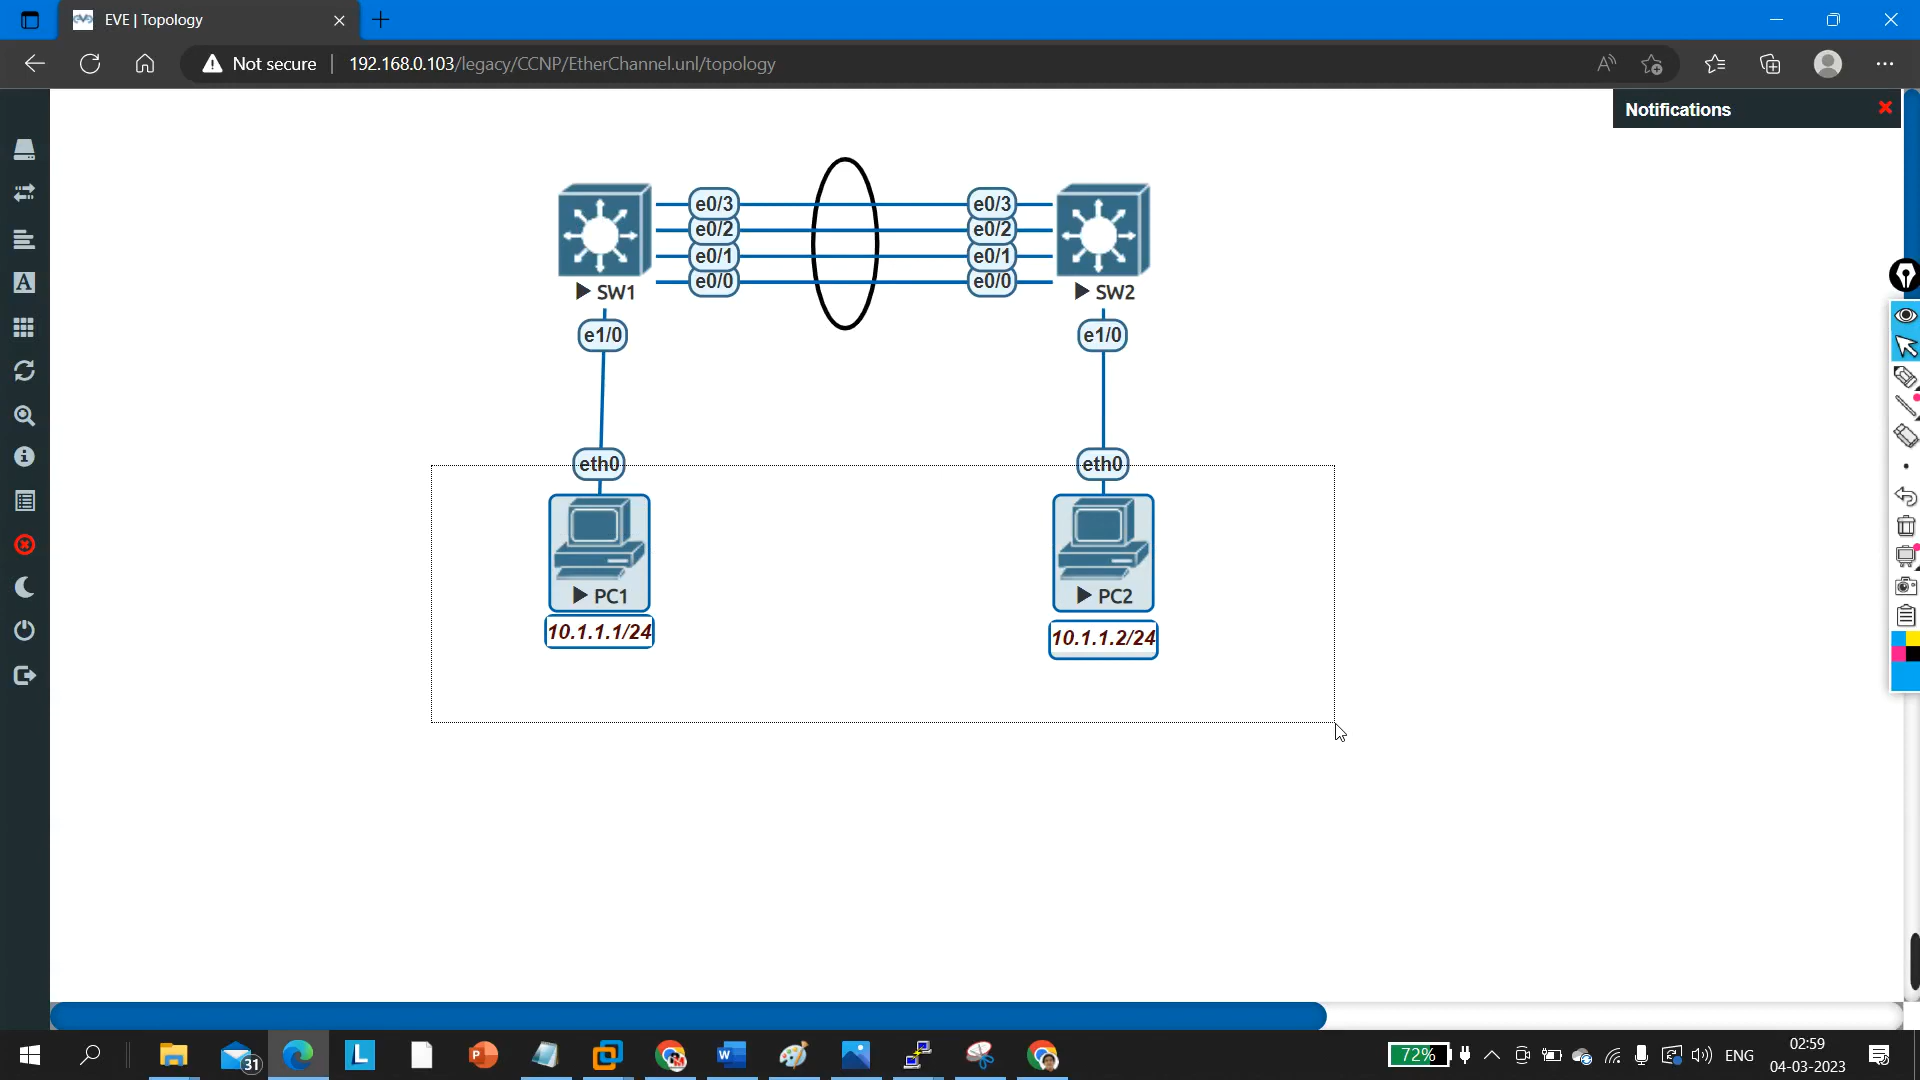 EVE | Topology
Not secure
192.168.0.103/legacy/CCNP/EtherChannel.unl/topology
Notifications
e0/3 e0/3
e0/2 e0/2
e0/1 e0/1
e0/0 e0/0
SW1 SW2
e1/0 e1/0
eth0 eth0
PC1 PC2
10.1.1.1/24 10.1.1.2/24
31
72%
ENG
02:59
04-03-2023